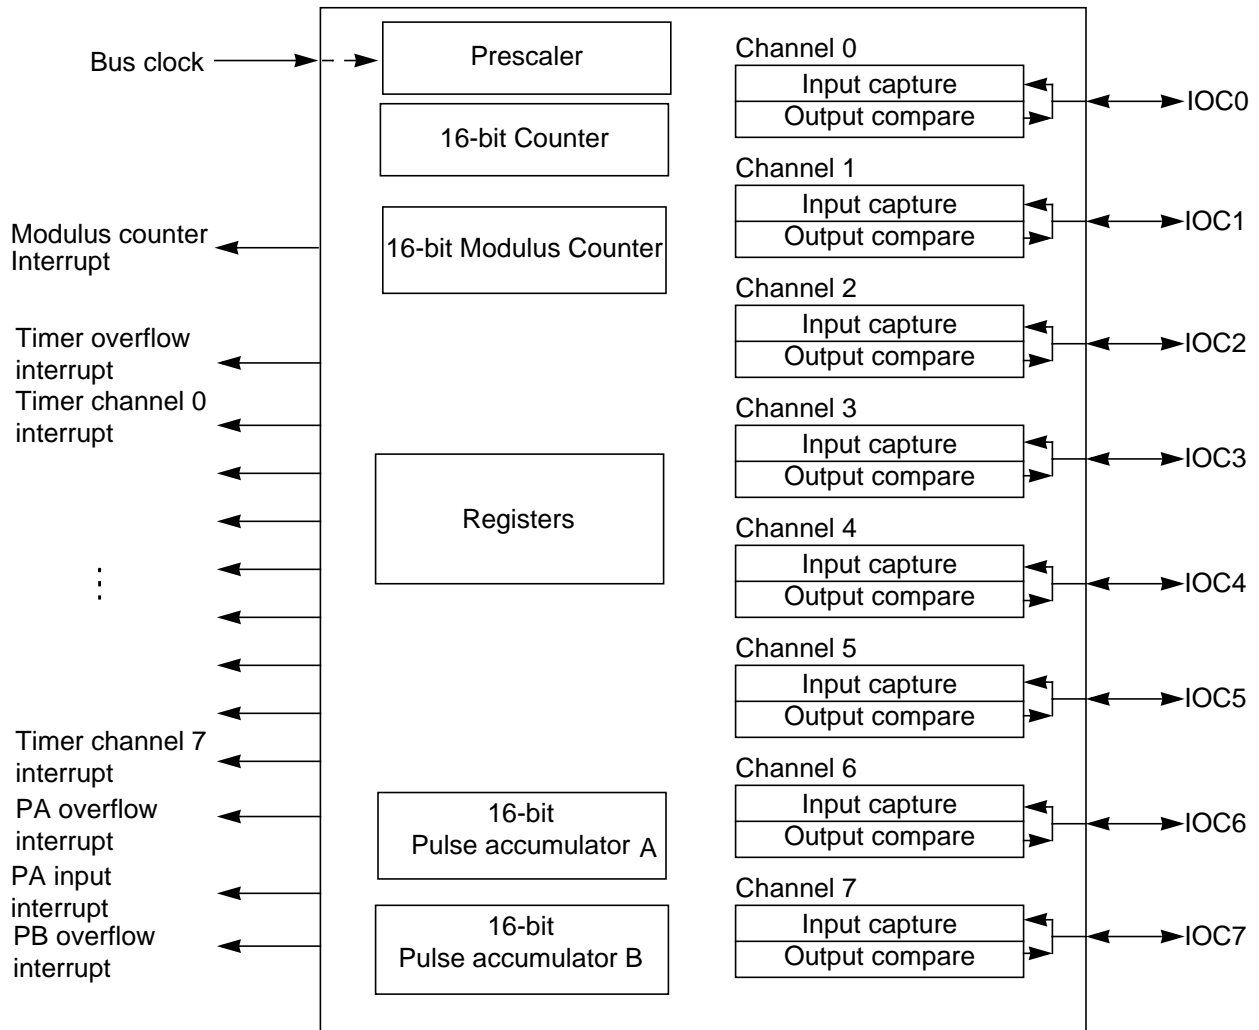 Bus clock
Prescaler
16-bit Counter
Modulus counter
Interrupt
16-bit Modulus Counter
Timer overflow
interrupt
Timer channel 0
interrupt
Registers
Timer channel 7
interrupt
PA overflow
interrupt
16-bit
Pulse accumulator A
PA input
interrupt
PB overflow
interrupt
16-bit
Pulse accumulator B
Channel 0
Input capture
Output compare
IOC0
Channel 1
Input capture
Output compare
IOC1
Channel 2
Input capture
Output compare
IOC2
Channel 3
Input capture
Output compare
IOC3
Channel 4
Input capture
Output compare
IOC4
Channel 5
Input capture
Output compare
IOC5
Channel 6
Input capture
Output compare
IOC6
Channel 7
Input capture
Output compare
IOC7